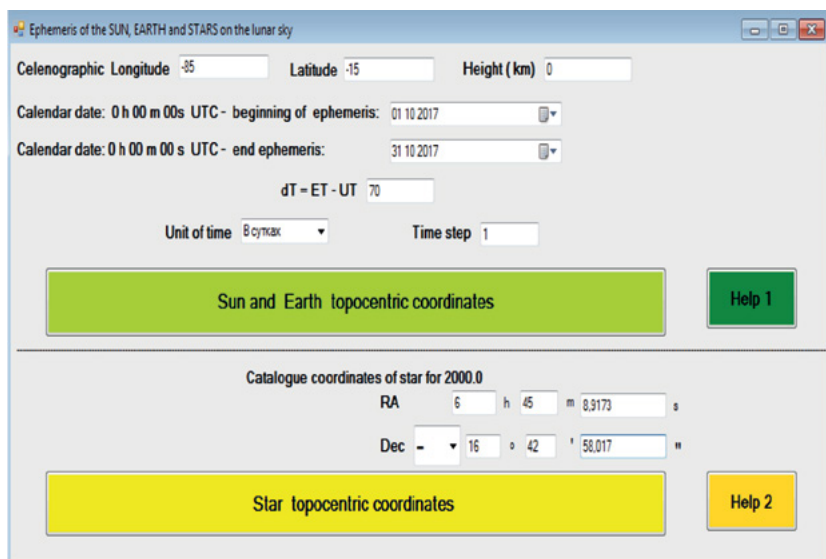 Ephemeris of the SUN, EARTH and STARS on the lunar sky
Celenographic Longitude -85 Latitude -15 Height (km) 0
Calendar date: 0 h 00 m 00s UTC - beginning of ephemeris: 01 10 2017
Calendar date: 0 h 00 m 00 s UTC - end ephemeris: 31 10 2017
dT = ET - UT 70
Unit of time В сутках Time step 1
Sun and Earth topocentric coordinates Help 1
Catalogue coordinates of star for 2000.0
RA 6 h 45 m 8,9173 s
Dec - 16 ° 42 ' 58,017 "
Star topocentric coordinates Help 2